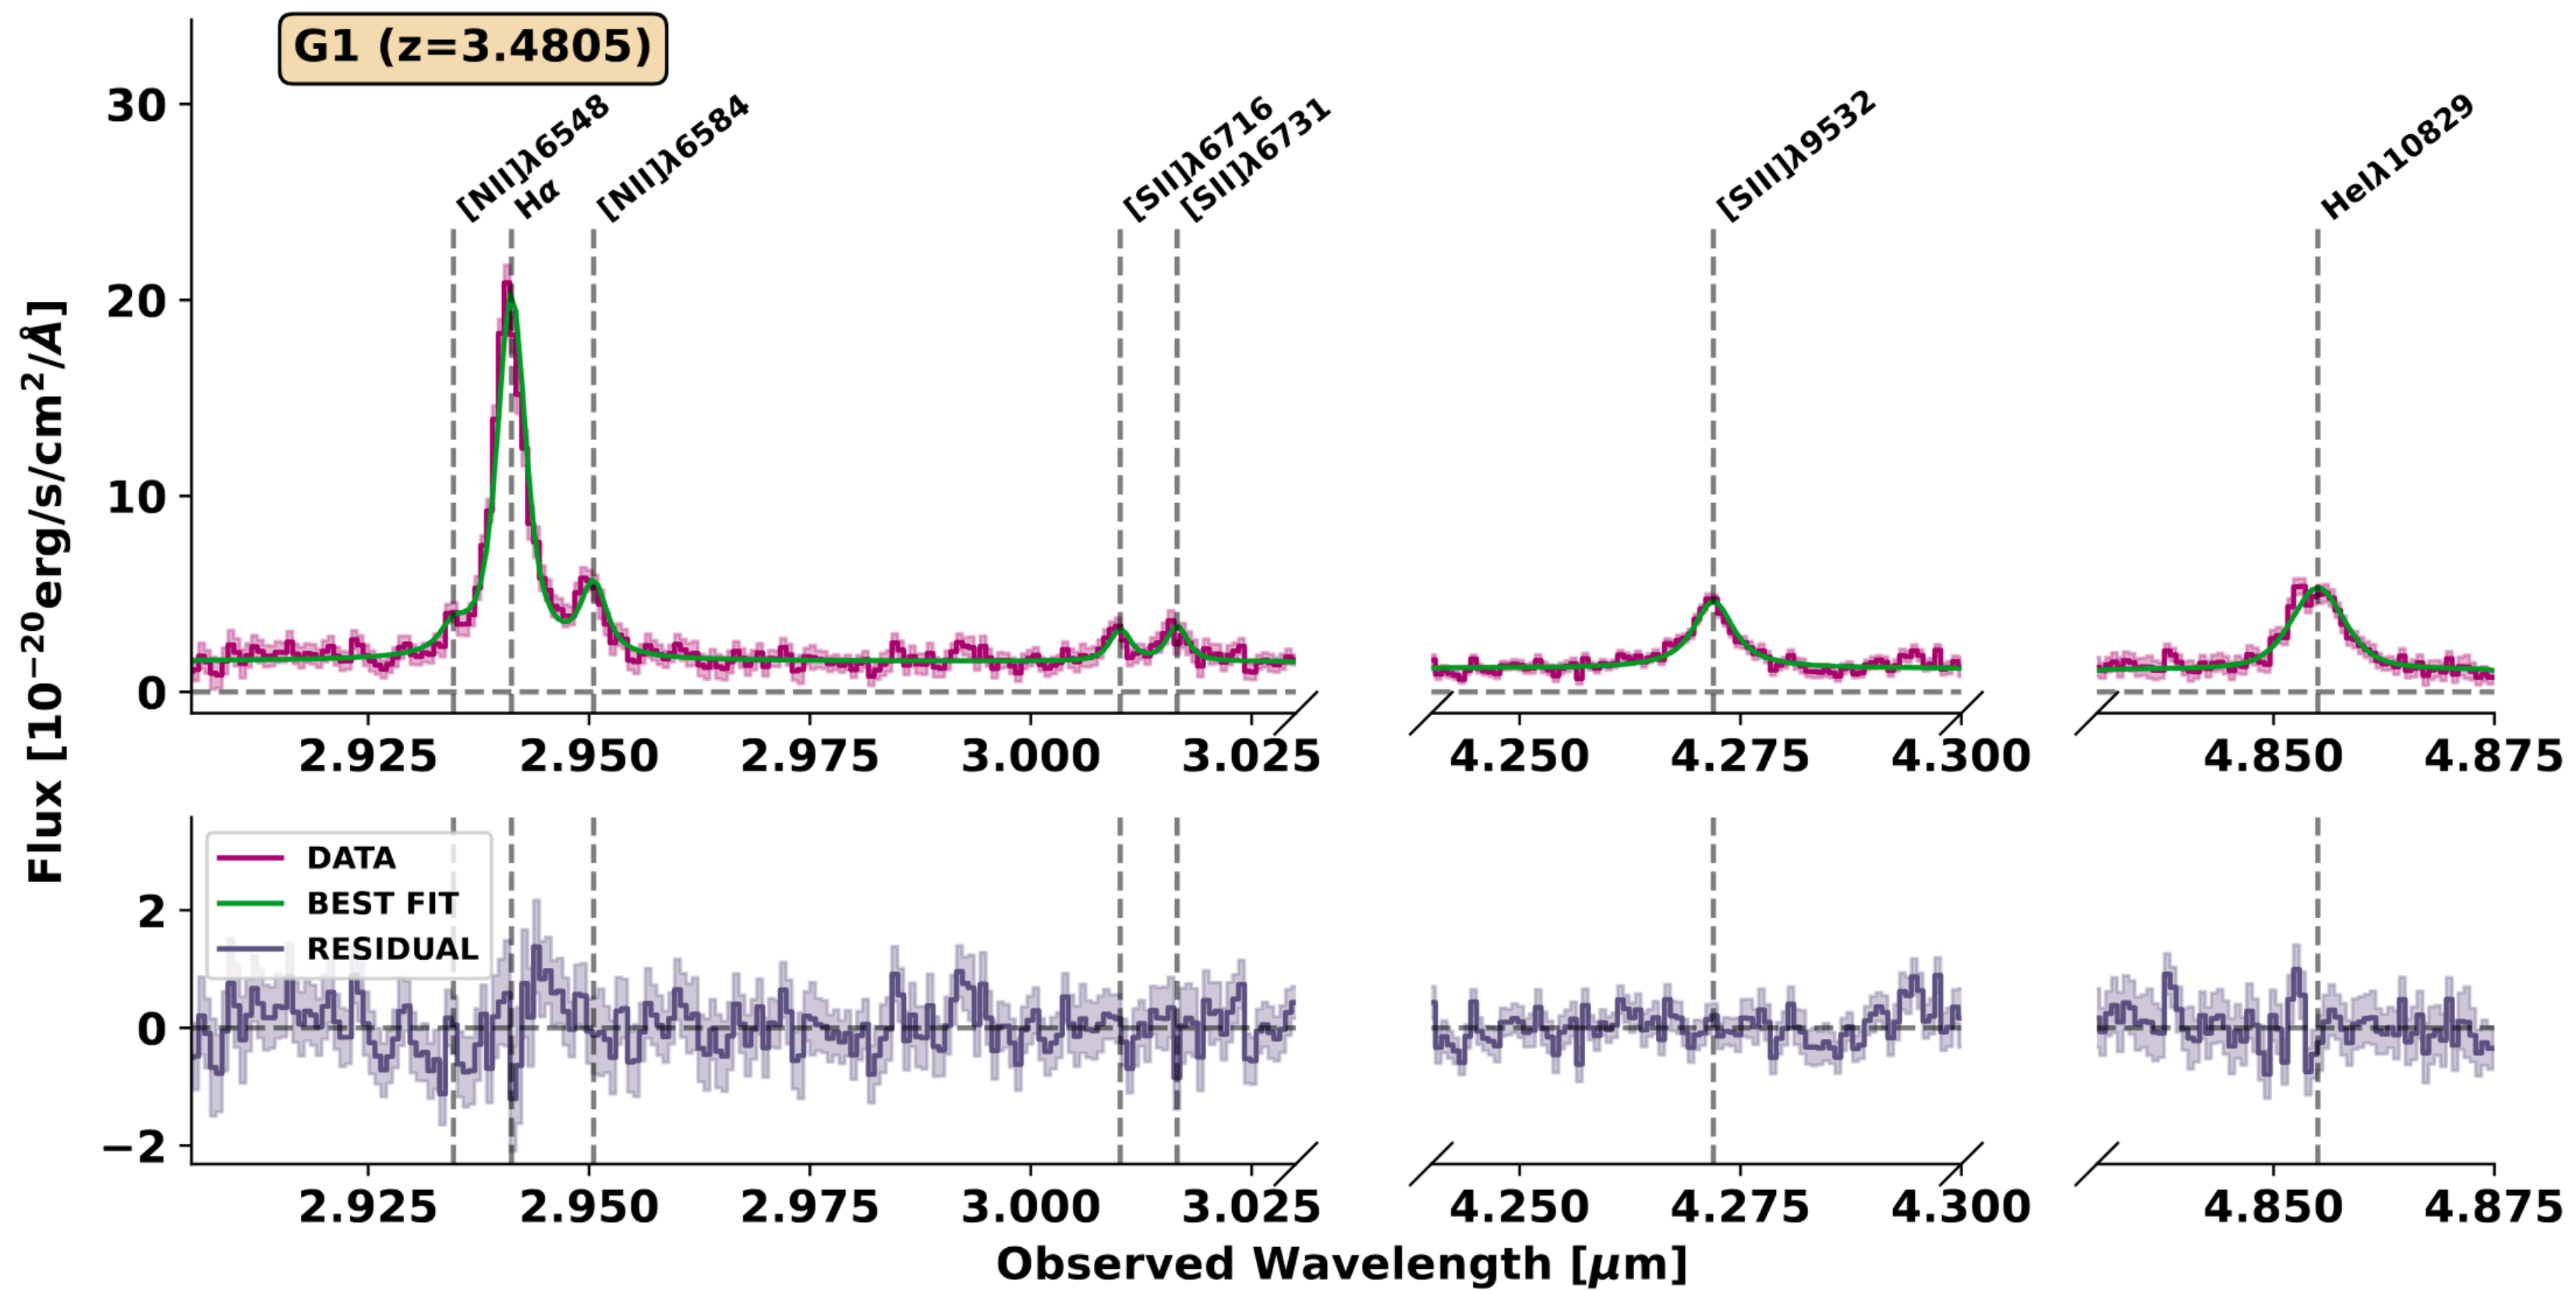 G1 (z=3.4805)
[NII]λ6548
Hα
[NII]λ6584
[SII]λ6716
[SII]λ6731
[SIII]λ9532
HeIλ10829
30
20
10
0
2.925 2.950 2.975 3.000 3.025 4.250 4.275 4.300 4.850 4.875
Flux [10⁻²⁰erg/s/cm²/Å]
DATA
BEST FIT
RESIDUAL
2
0
−2
2.925 2.950 2.975 3.000 3.025 4.250 4.275 4.300 4.850 4.875
Observed Wavelength [μm]